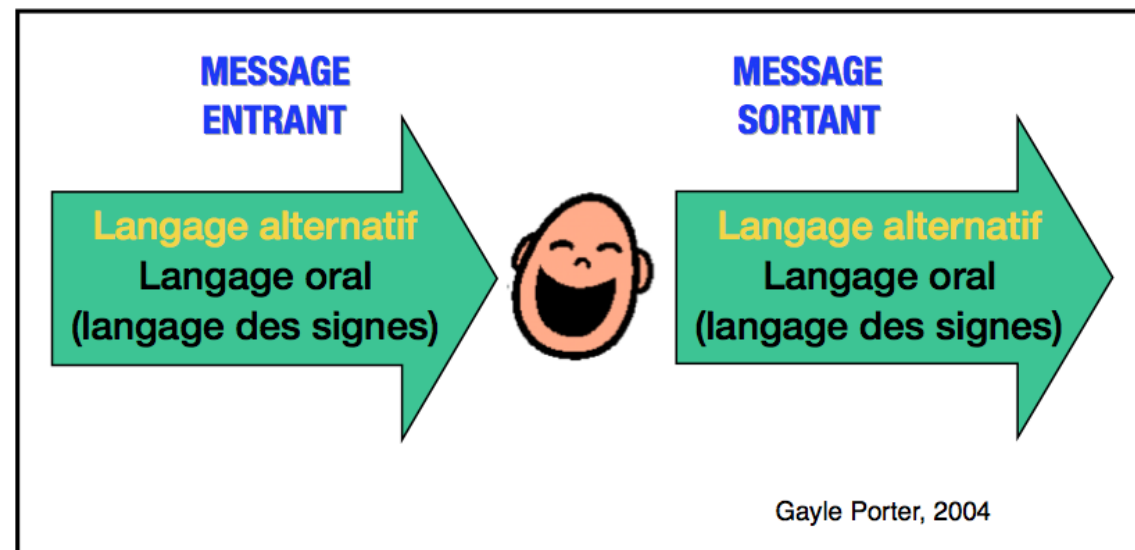 MESSAGE
ENTRANT
Langage alternatif
Langage oral
(langage des signes)
MESSAGE
SORTANT
Langage alternatif
Langage oral
(langage des signes)
Gayle Porter, 2004